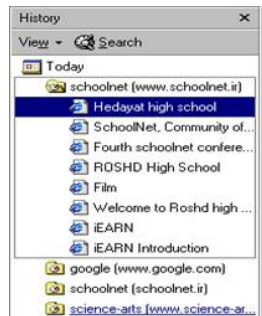 History
View Search
Today
schoolnet (www.schoolnet.ir)
Hedayat high school
SchoolNet, Community of...
Fourth schoolnet confere...
ROSHD High School
Film
Welcome to Roshd high ...
iEARN
iEARN Introduction
google (www.google.com)
schoolnet (schoolnet.ir)
science-arts (www.science-ar...